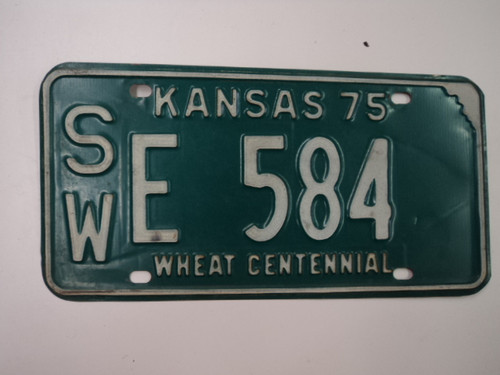 KANSAS 75
SW E 584
WHEAT CENTENNIAL